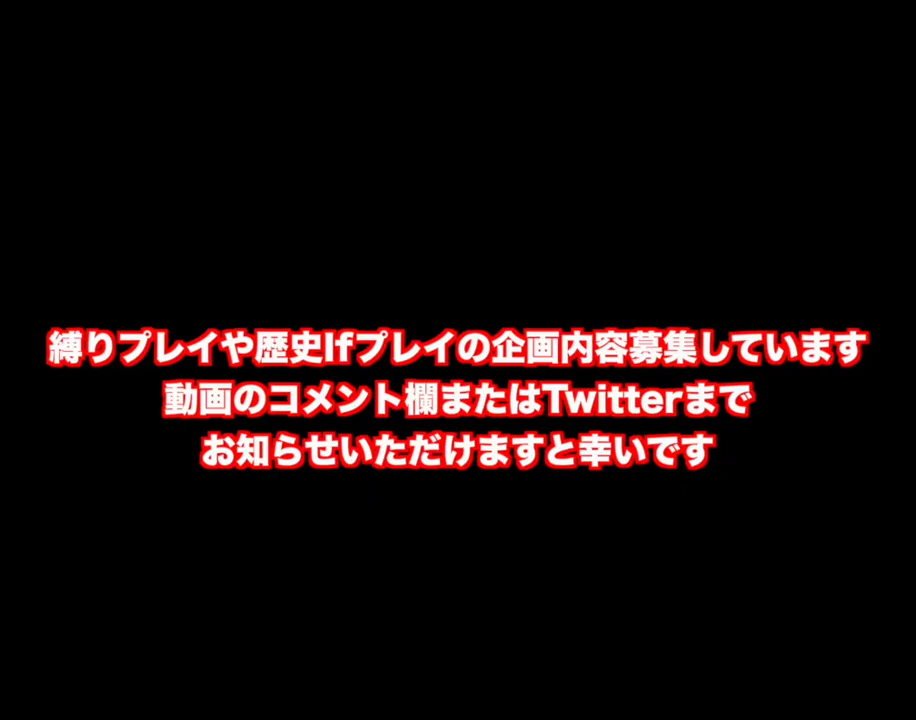 縛りプレイや歴史Ifプレイの企画内容募集しています
動画のコメント欄またはTwitterまで
お知らせいただけますと幸いです